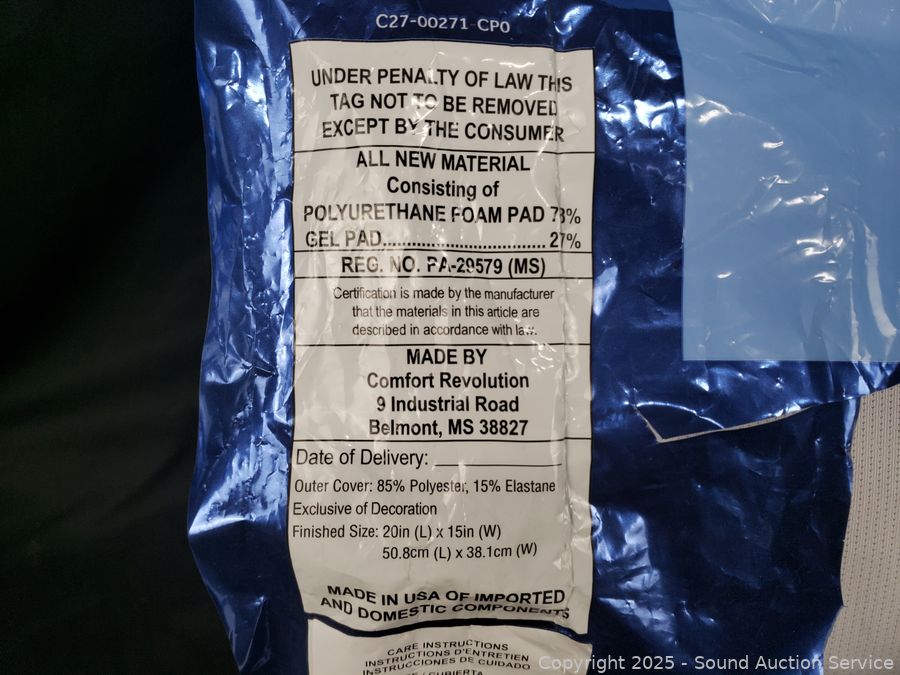 C27-00271-CP0
UNDER PENALTY OF LAW THIS
TAG NOT TO BE REMOVED
EXCEPT BY THE CONSUMER
ALL NEW MATERIAL
Consisting of
POLYURETHANE FOAM PAD 73%
GEL PAD.................................. 27%
REG. NO. PA-29579 (MS)
Certification is made by the manufacturer
that the materials in this article are
described in accordance with law.
MADE BY
Comfort Revolution
9 Industrial Road
Belmont, MS 38827
Date of Delivery: ______________
Outer Cover: 85% Polyester, 15% Elastane
Exclusive of Decoration
Finished Size: 20in (L) x 15in (W)
50.8cm (L) x 38.1cm (W)
MADE IN USA OF IMPORTED
AND DOMESTIC COMPONENTS
CARE INSTRUCTIONS
INSTRUCTIONS D'ENTRETIEN
INSTRUCCIONES DE CUIDADO
Copyright © 2025 - Sound Auction Service